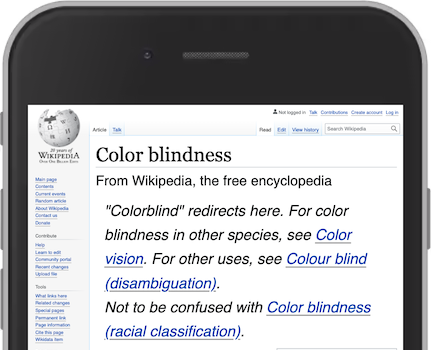 Not logged in Talk Contributions Create account Log in
Article Talk Read Edit View history Search Wikipedia
20 years of
WIKIPEDIA
Over One Billion Edits
Main page
Contents
Current events
Random article
About Wikipedia
Contact us
Donate
Contribute
Help
Learn to edit
Community portal
Recent changes
Upload file
Tools
What links here
Related changes
Special pages
Permanent link
Page information
Cite this page
Wikidata item
Color blindness
From Wikipedia, the free encyclopedia
"Colorblind" redirects here. For color
blindness in other species, see Color
vision. For other uses, see Colour blind
(disambiguation).
Not to be confused with Color blindness
(racial classification).